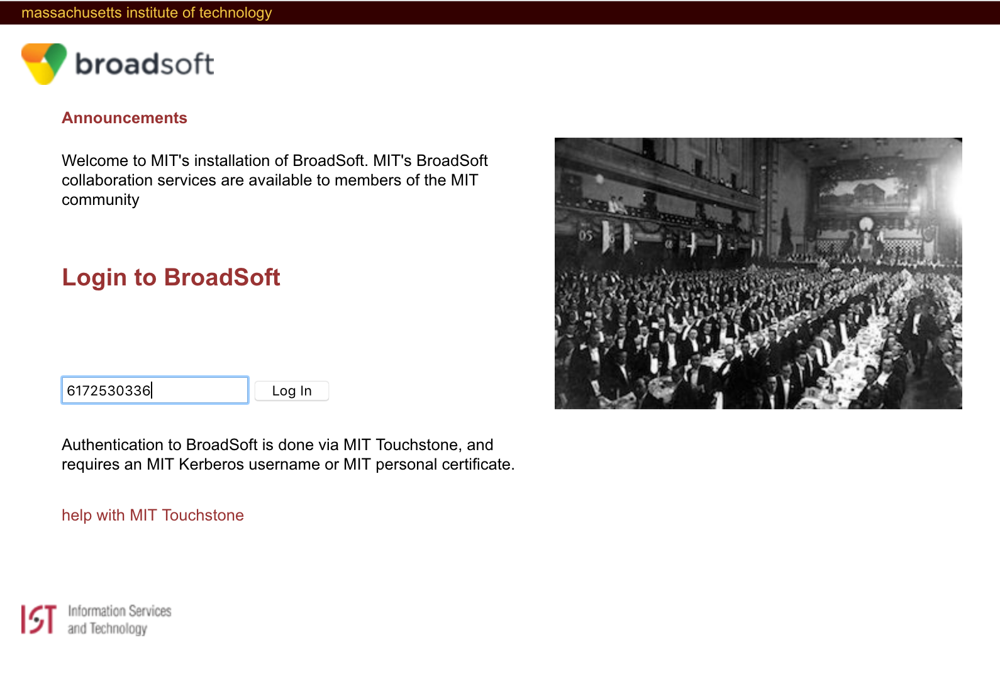 massachusetts institute of technology
broadsoft
Announcements
Welcome to MIT's installation of BroadSoft. MIT's BroadSoft
collaboration services are available to members of the MIT
community
05
Login to BroadSoft
6172530336
Log In
Authentication to BroadSoft is done via MIT Touchstone, and
requires an MIT Kerberos username or MIT personal certificate.
help with MIT Touchstone
IST
Information Services
and Technology